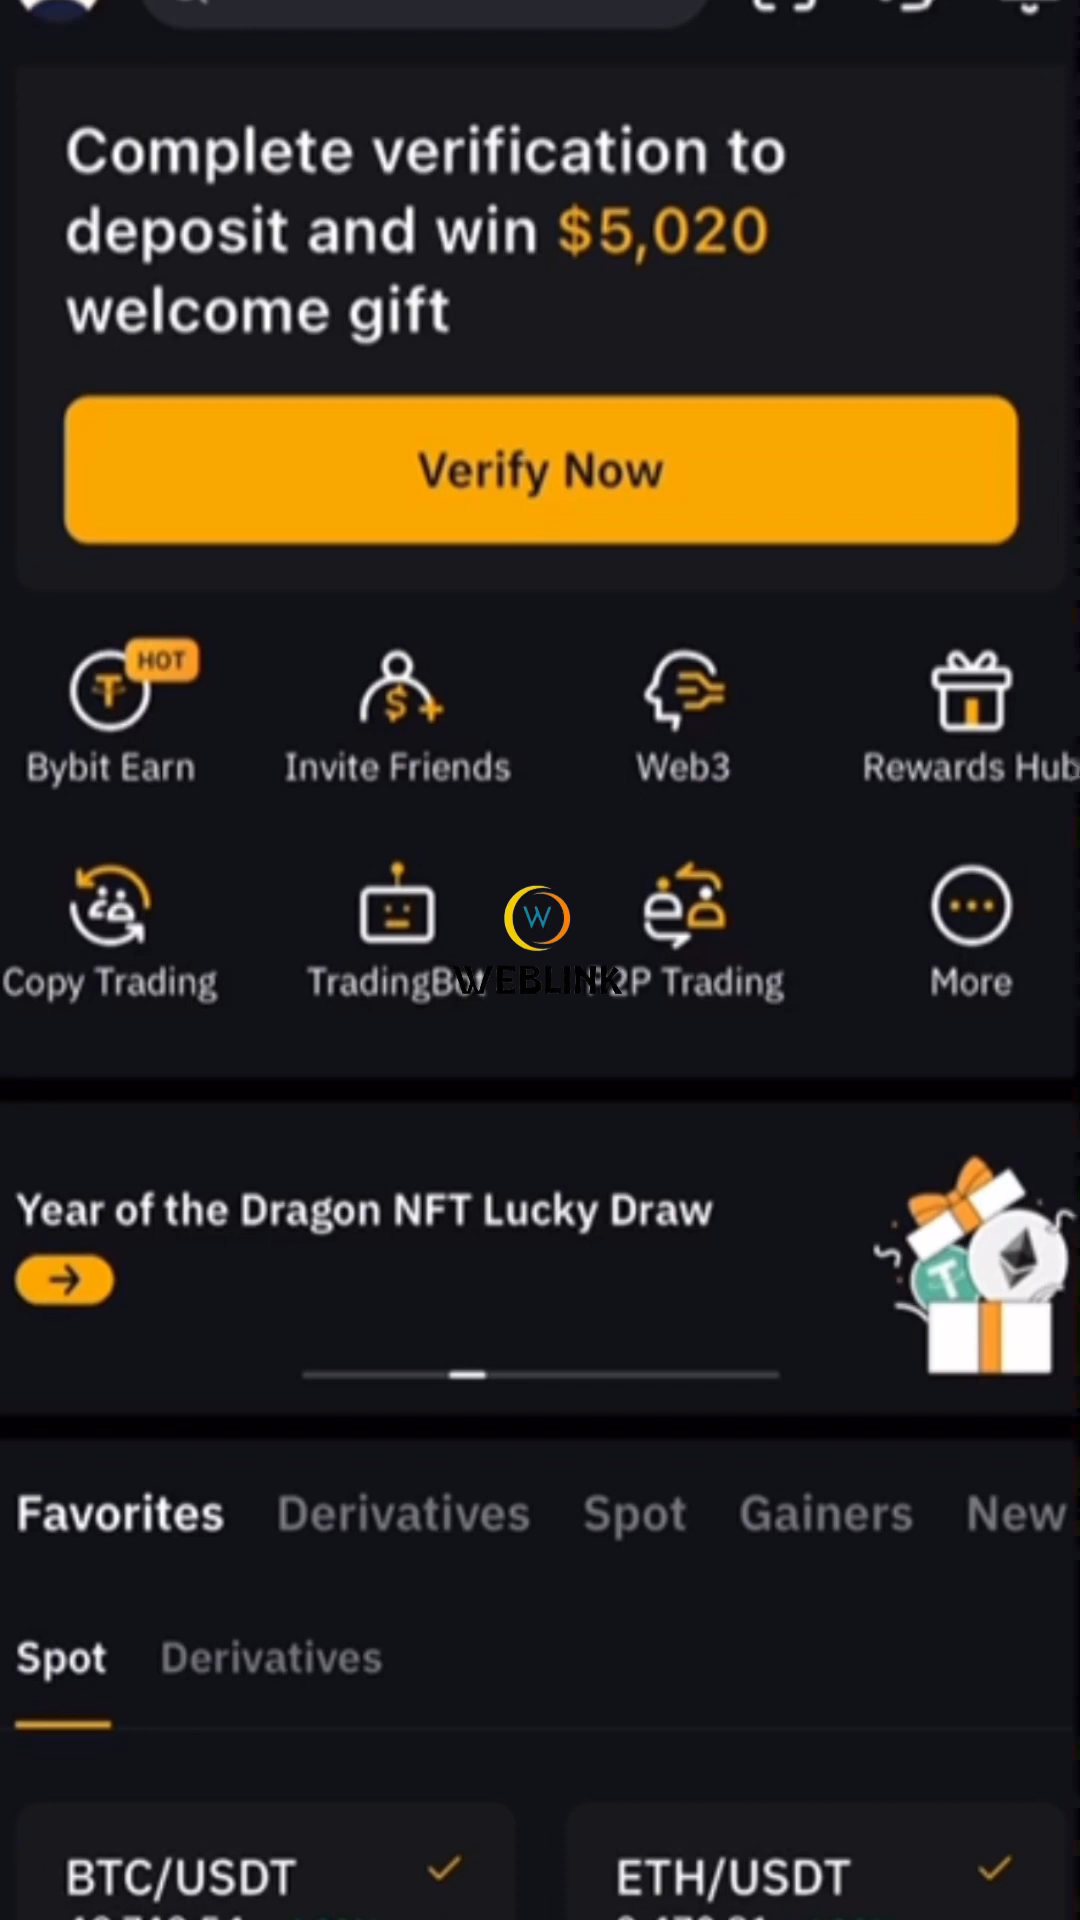 Complete verification to
deposit and win $5,020
welcome gift
Verify Now
HOT
Bybit Earn
Invite Friends
Web3
Rewards Hub
Copy Trading
W
WEBLINK
Trading
More
Year of the Dragon NFT Lucky Draw
Favorites Derivatives Spot Gainers New
Spot Derivatives
BTC/USDT
ETH/USDT